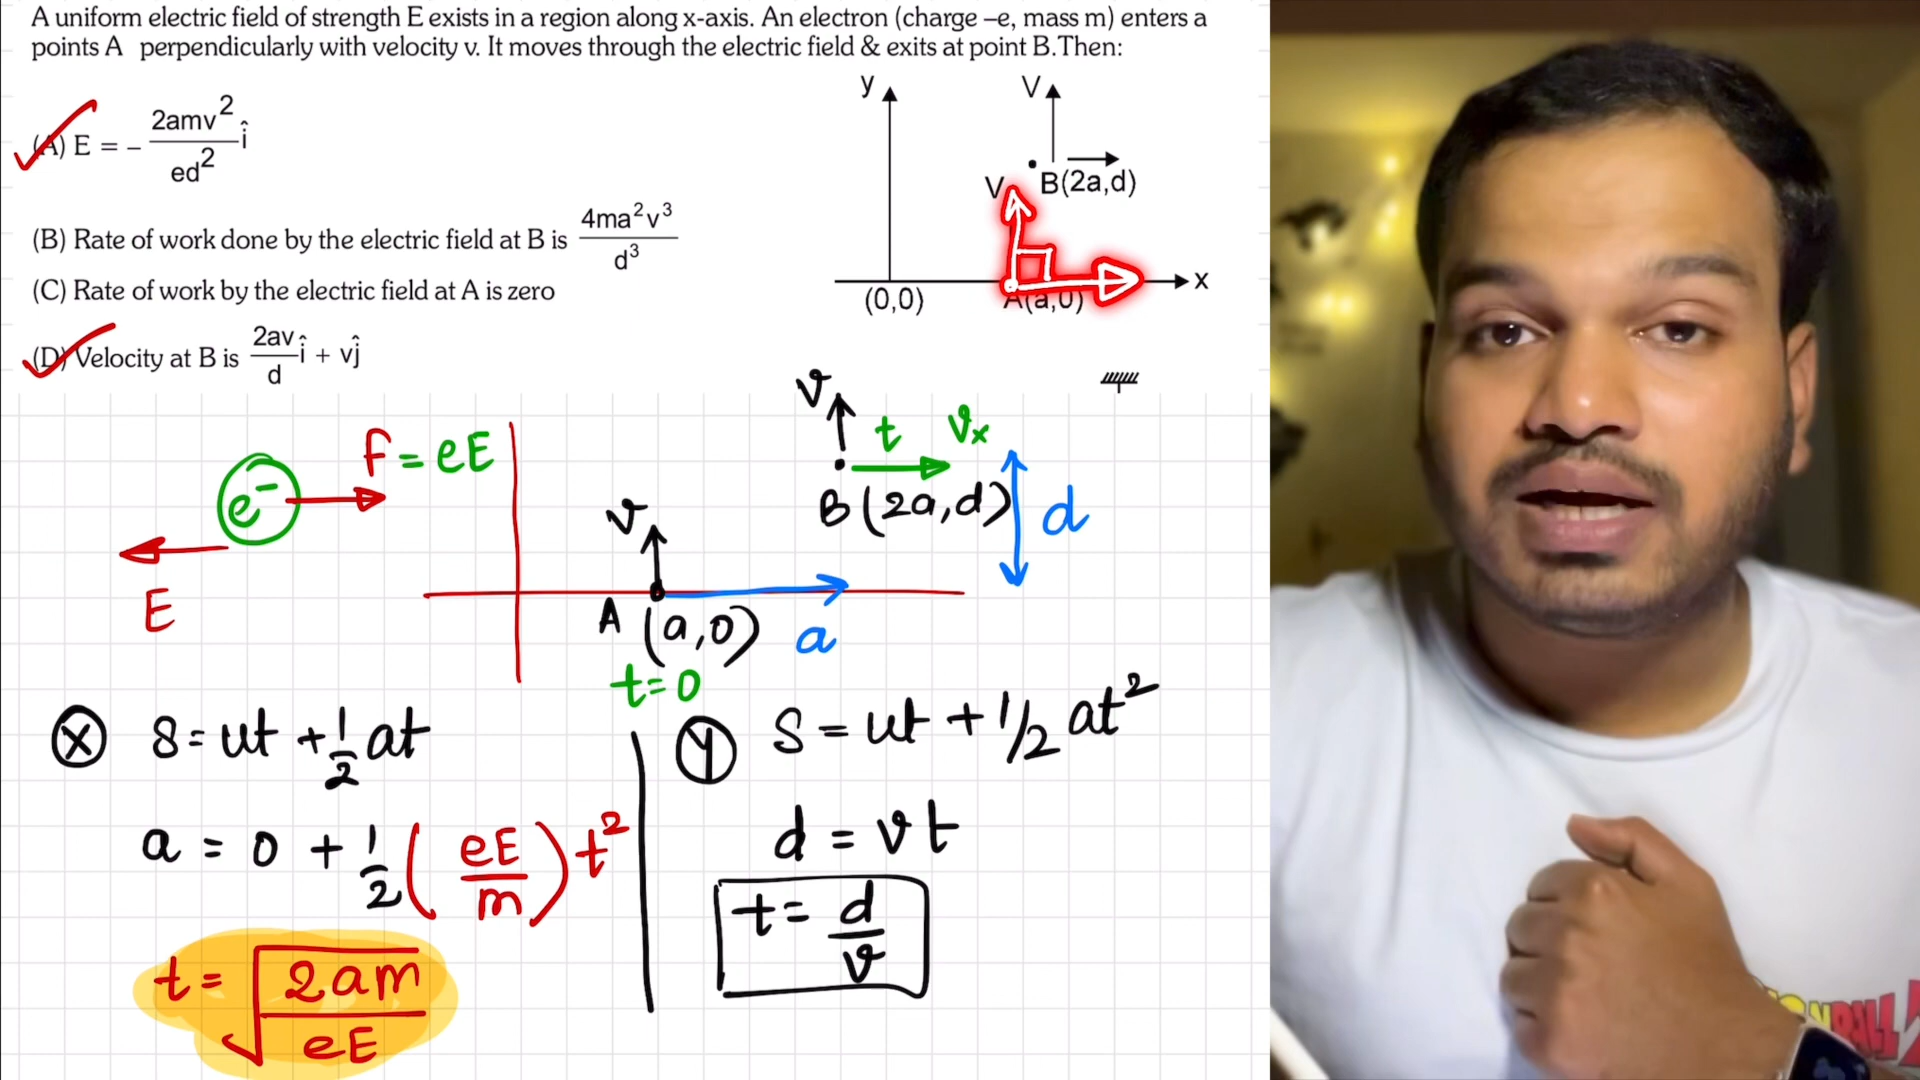 A uniform electric field of strength E exists in a region along x-axis. An electron (charge –e, mass m) enters a
points A perpendicularly with velocity v. It moves through the electric field & exits at point B.Then:
(A) E = – 2amv² / ed² î
(B) Rate of work done by the electric field at B is 4ma²v³ / d³
(C) Rate of work by the electric field at A is zero
(D) Velocity at B is 2av / d î + vĵ
y
V
V
B(2a,d)
x
(0,0)
A(a,0)
e⁻
F = eE
E
v
t
vx
B (2a,d)
d
v
A (a,0)
a
t=0
X S = ut + 1/2 at
a = 0 + 1/2 (eE/m) t²
t = √(2am/eE)
Y S = ut + 1/2 at²
d = vt
t = d/v